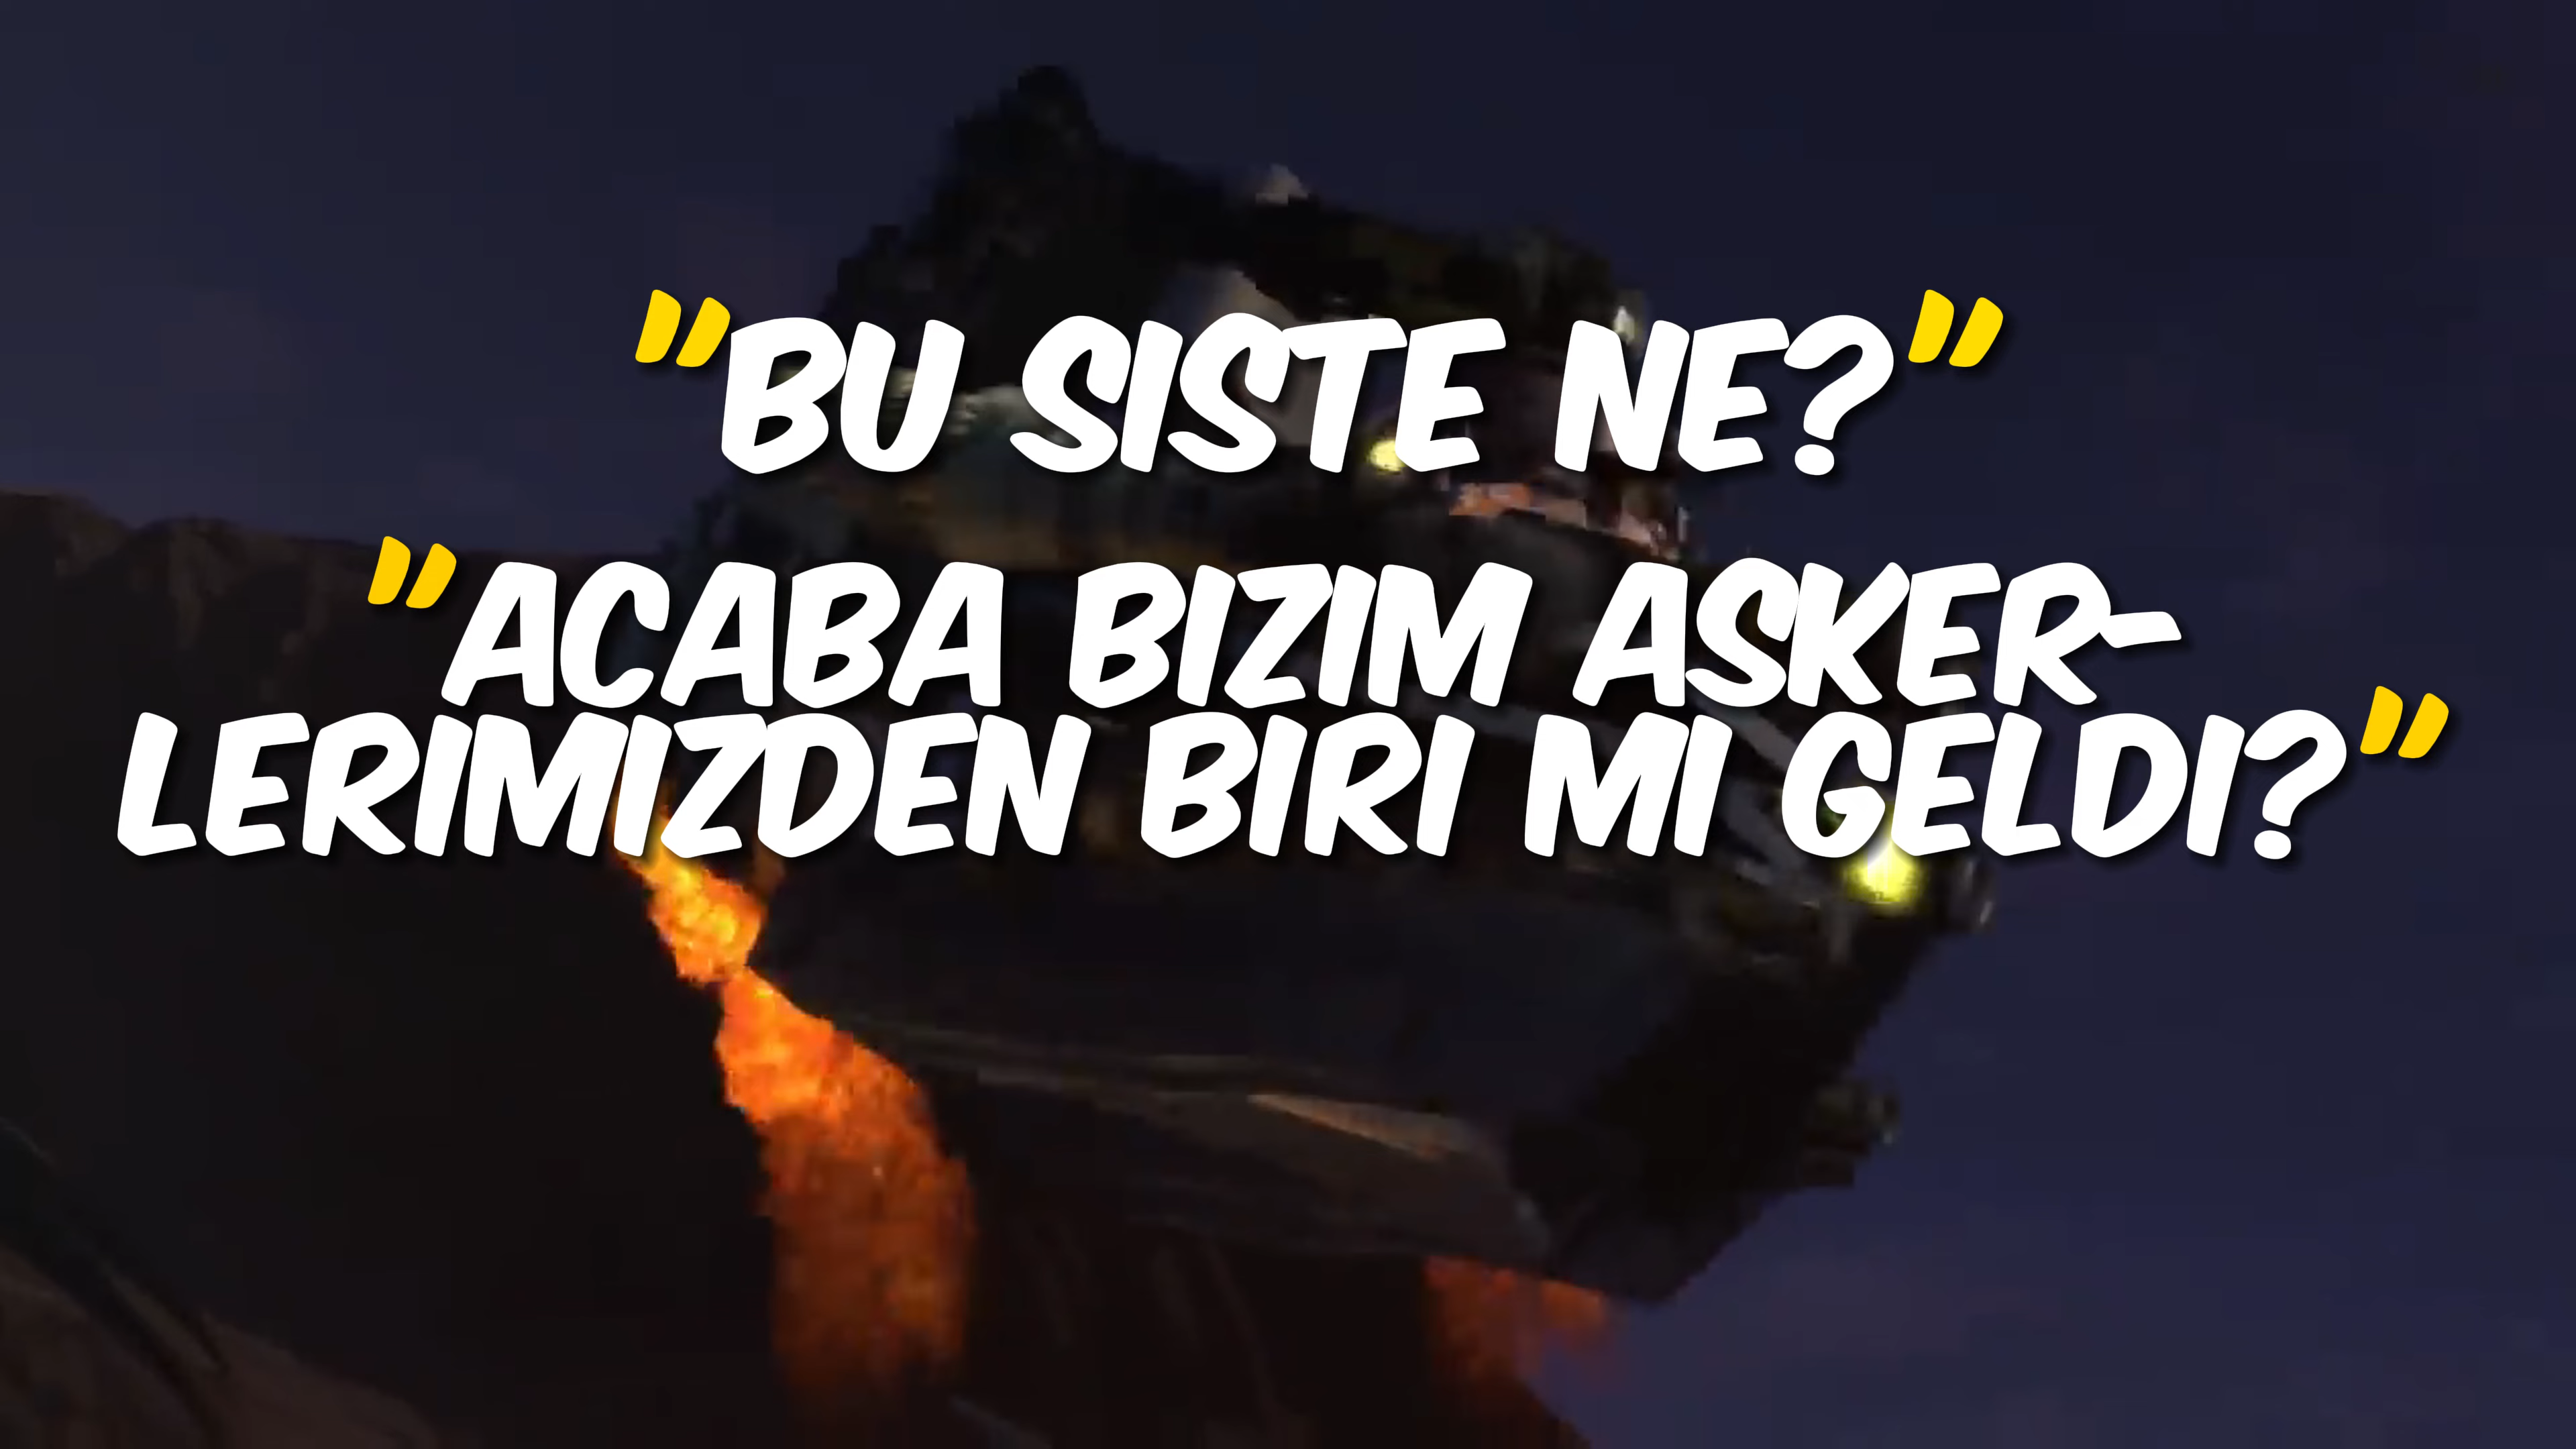 "BU SISTE NE?"
"ACABA BIZIM ASKER-
LERIMIZDEN BIRI MI GELDI?"